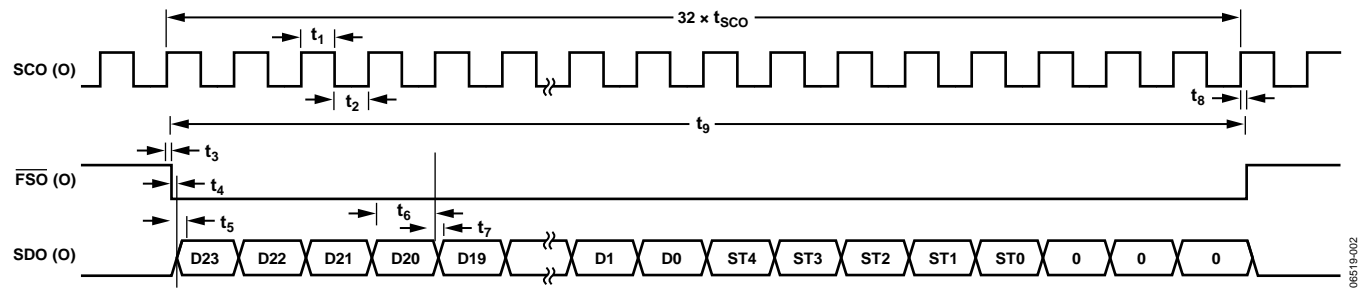 32 × tSCO
t1
SCO (O)
t2
t8
t9
t3
FSO (O)
t4
t6
t5
t7
SDO (O)
D23 D22 D21 D20 D19 D1 D0 ST4 ST3 ST2 ST1 ST0 0 0 0
06519-002